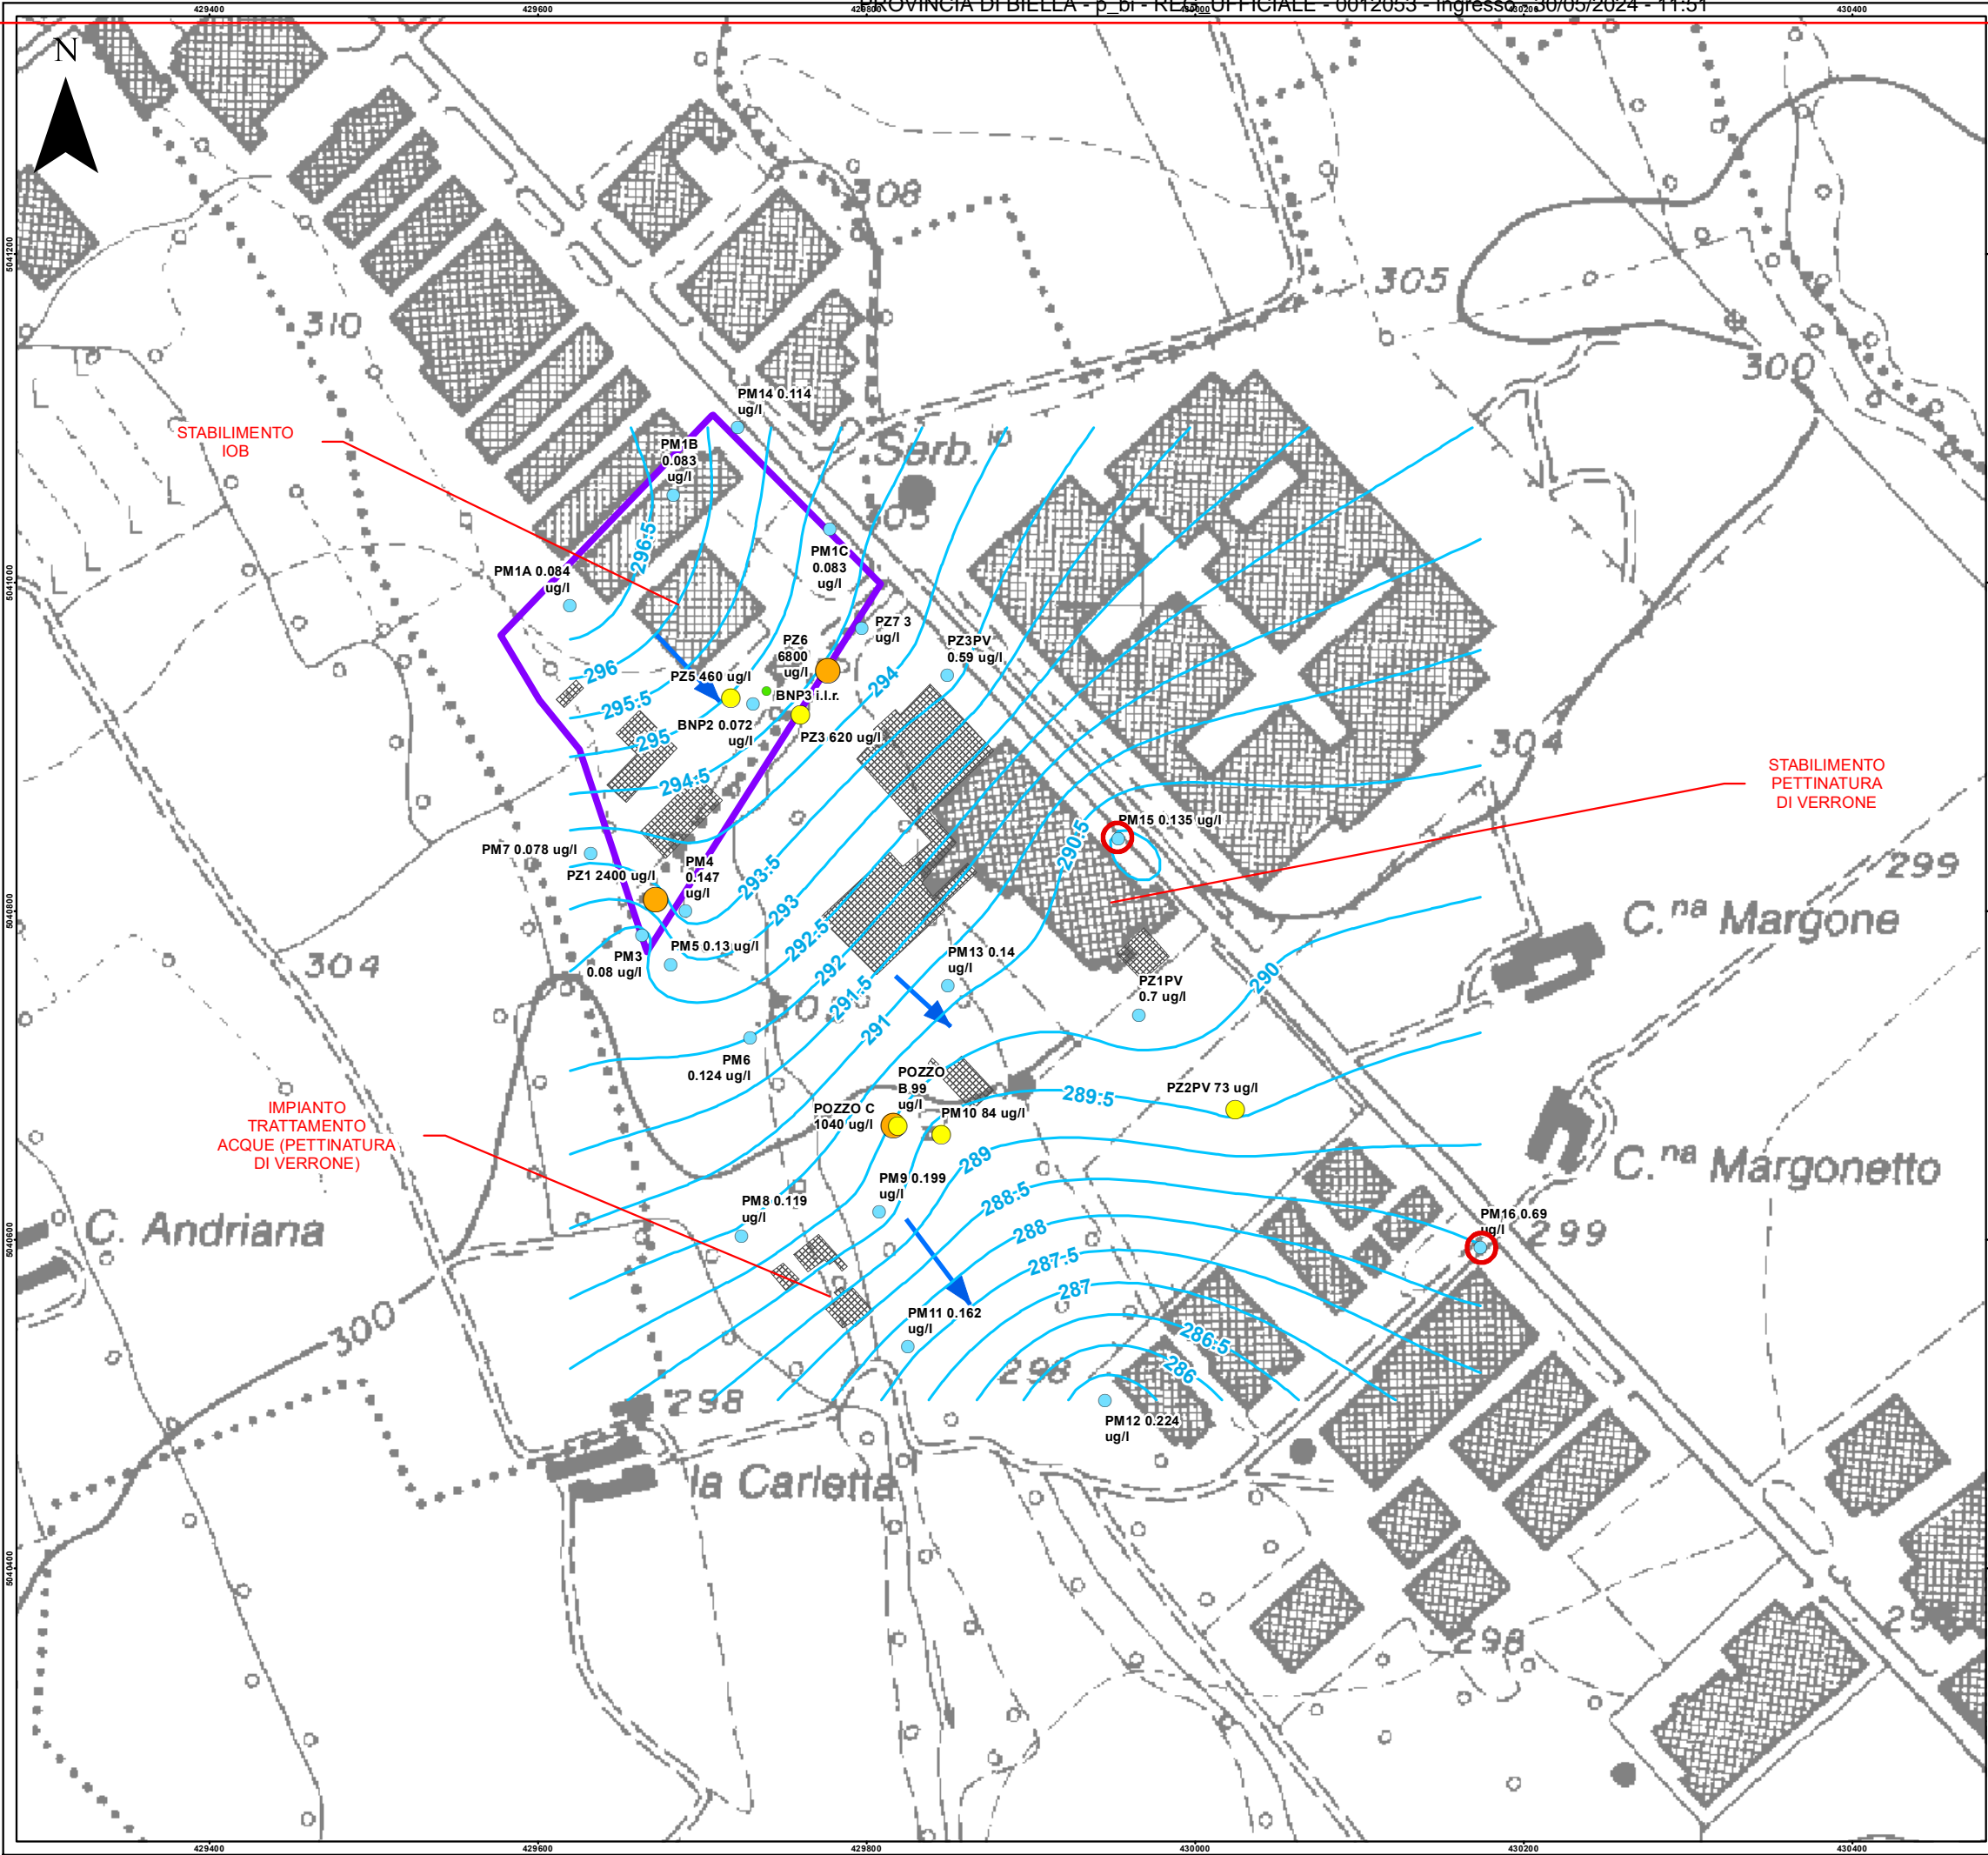 PROVINCIA DI BIELLA - p_bi - REG_UFFICIALE - 0012053 - Ingresso - 30/05/2024 - 11:51
429400
429600
429800
430000
430200
430400
N
308
5041200
305
310
300
PM14 0.114
ug/l
STABILIMENTO
IOB
PM1B
0.083
ug/l
Serb.io
305
296.5
PM1C
0.083
ug/l
PM1A 0.084
ug/l
5041000
PZ7 3
ug/l
PZ6
6800
ug/l
PZ3PV
0.59 ug/l
296
PZ5 460 ug/l
294
BNP3 i.l.r.
295.5
BNP2 0.072
ug/l
PZ3 620 ug/l
295
304
294.5
STABILIMENTO
PETTINATURA
DI VERRONE
PM15 0.135 ug/l
290.5
PM7 0.078 ug/l
PM4
0.147
ug/l
PZ1 2400 ug/l
293.5
299
293
5040800
C.na Margone
292.5
PM5 0.13 ug/l
PM3
0.08 ug/l
304
292
PM13 0.14
ug/l
PZ1PV
0.7 ug/l
290
291.5
291
PM6
0.124 ug/l
POZZO
B 99
ug/l
289.5
PZ2PV 73 ug/l
POZZO C
1040 ug/l
PM10 84 ug/l
IMPIANTO
TRATTAMENTO
ACQUE (PETTINATURA
DI VERRONE)
289
C.na Margonetto
PM9 0.199
ug/l
288.5
PM8 0.119
ug/l
C. Andriana
288
PM16 0.69
ug/l
299
5040600
287.5
287
PM11 0.162
ug/l
300
286.5
298
286
298
PM12 0.224
ug/l
la Carletta
5040400
298
429400
429600
429800
430000
430200
430400